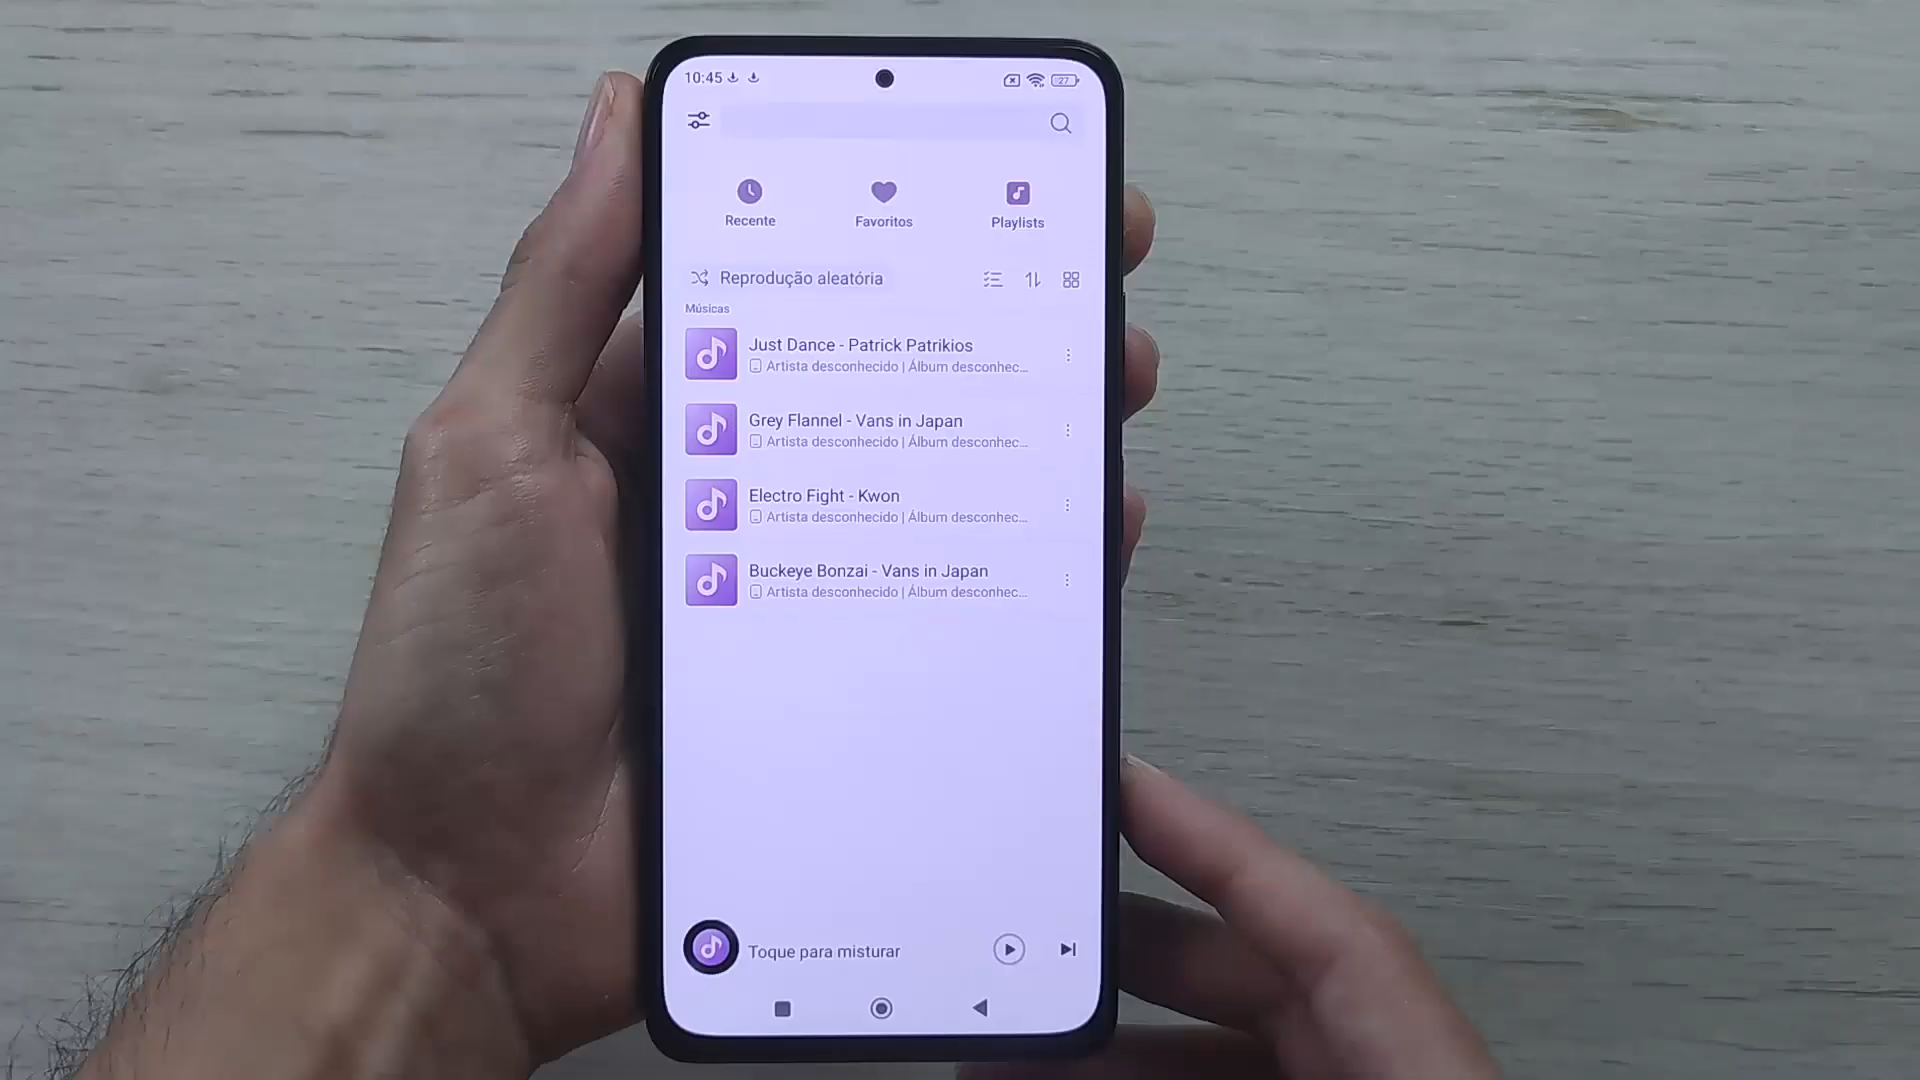 10:45
27
Recente
Favoritos
Playlists
Reprodução aleatória
Músicas
Just Dance - Patrick Patrikios
Artista desconhecido | Álbum desconhec...
Grey Flannel - Vans in Japan
Artista desconhecido | Álbum desconhec...
Electro Fight - Kwon
Artista desconhecido | Álbum desconhec...
Buckeye Bonzai - Vans in Japan
Artista desconhecido | Álbum desconhec...
Toque para misturar